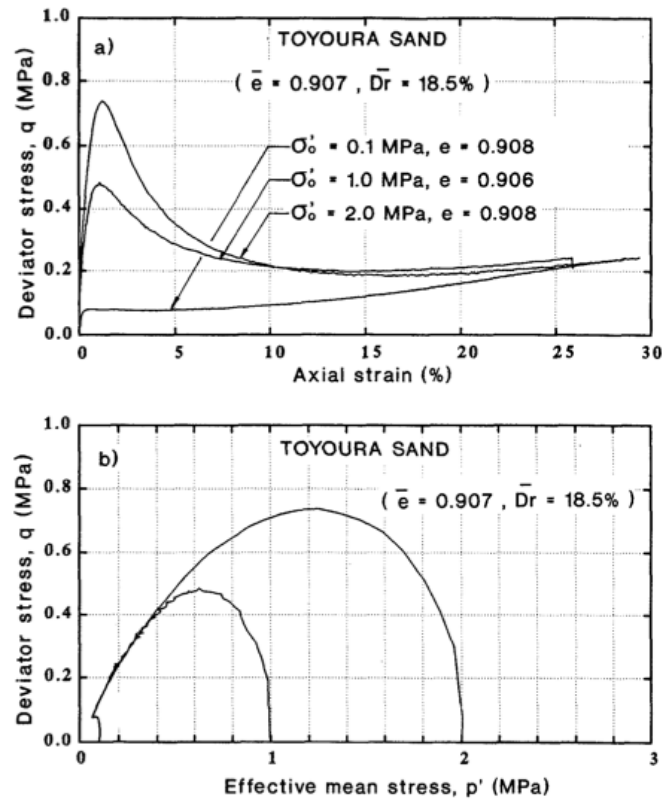 a)
TOYOURA SAND
( e̅ = 0.907 , D̅r̅ = 18.5% )
σ₀' = 0.1 MPa, e = 0.908
σ₀' = 1.0 MPa, e = 0.906
σ₀' = 2.0 MPa, e = 0.908
Deviator stress, q (MPa)
1.0
0.8
0.6
0.4
0.2
0.0
0 5 10 15 20 25 30
Axial strain (%)
b)
TOYOURA SAND
( e̅ = 0.907 , D̅r̅ = 18.5% )
Deviator stress, q (MPa)
1.0
0.8
0.6
0.4
0.2
0.0
0 1 2 3
Effective mean stress, p' (MPa)